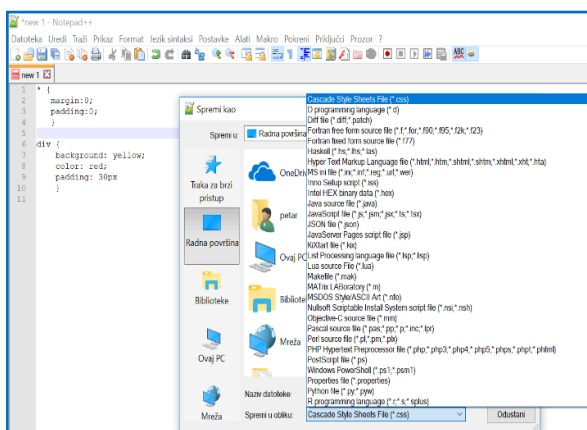 *new 1 - Notepad++
Datoteka Uredi Traži Prikaz Format Jezik sintaksi Postavke Alati Makro Pokreni Priključci Prozor ?
new 1
1 * {
2 margin:0;
3 padding:0;
4 }
5
6 div {
7 background: yellow;
8 color: red;
9 padding: 30px
10 }
11
Spremi kao
Spremi u: Radna površina
Traka za brzi pristup
Radna površina
Biblioteke
Ovaj PC
Mreža
OneDriv
petar
Ovaj PC
Bibliote
Mreža
Naziv datoteke:
Spremi u obliku: Cascade Style Sheets File (*.css)
Odustani
Cascade Style Sheets File (*.css)
D programming language (*.d)
Diff file (*.diff;*.patch)
Fortran free form source file (*.f;*.for;*.f90;*.f95;*.f2k;*.f23)
Fortran fixed form source file (*.f77)
Haskell (*.hs;*.lhs;*.las)
Hyper Text Markup Language file (*.html;*.htm;*.shtml;*.shtm;*.xhtml;*.xht;*.hta)
MS ini file (*.ini;*.inf;*.reg;*.url;*.wer)
Inno Setup script (*.iss)
Intel HEX binary data (*.hex)
Java source file (*.java)
JavaScript file (*.js;*.jsm;*.jsx;*.ts;*.tsx)
JSON file (*.json)
JavaServer Pages script file (*.jsp)
KiXtart file (*.kix)
List Processing language file (*.lsp;*.lisp)
Lua source File (*.lua)
Makefile (*.mak)
MATrix LABoratory (*.m)
MSDOS Style/ASCII Art (*.nfo)
Nullsoft Scriptable Install System script file (*.nsi;*.nsh)
Objective-C source file (*.mm)
Pascal source file (*.pas;*.pp;*.p;*.inc;*.lpr)
Perl source file (*.pl;*.pm;*.plx)
PHP Hypertext Preprocessor file (*.php;*.php3;*.php4;*.php5;*.phps;*.phpt;*.phtml)
PostScript file (*.ps)
Windows PowerShell (*.ps1;*.psm1)
Properties file (*.properties)
Python file (*.py;*.pyw)
R programming language (*.r;*.s;*.splus)